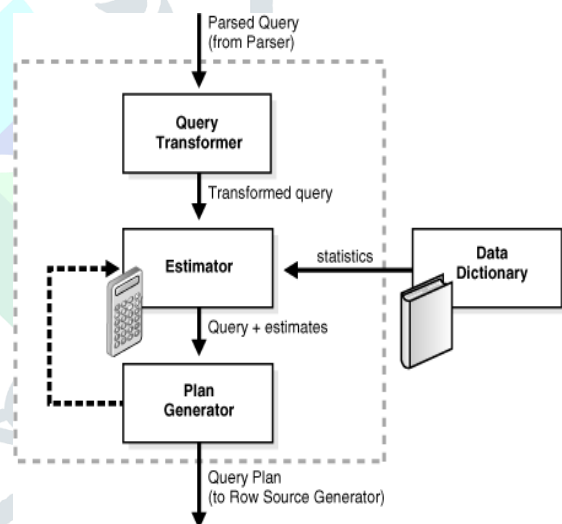 Parsed Query
(from Parser)
Query
Transformer
Transformed query
Estimator
statistics
Data
Dictionary
Query + estimates
Plan
Generator
Query Plan
(to Row Source Generator)